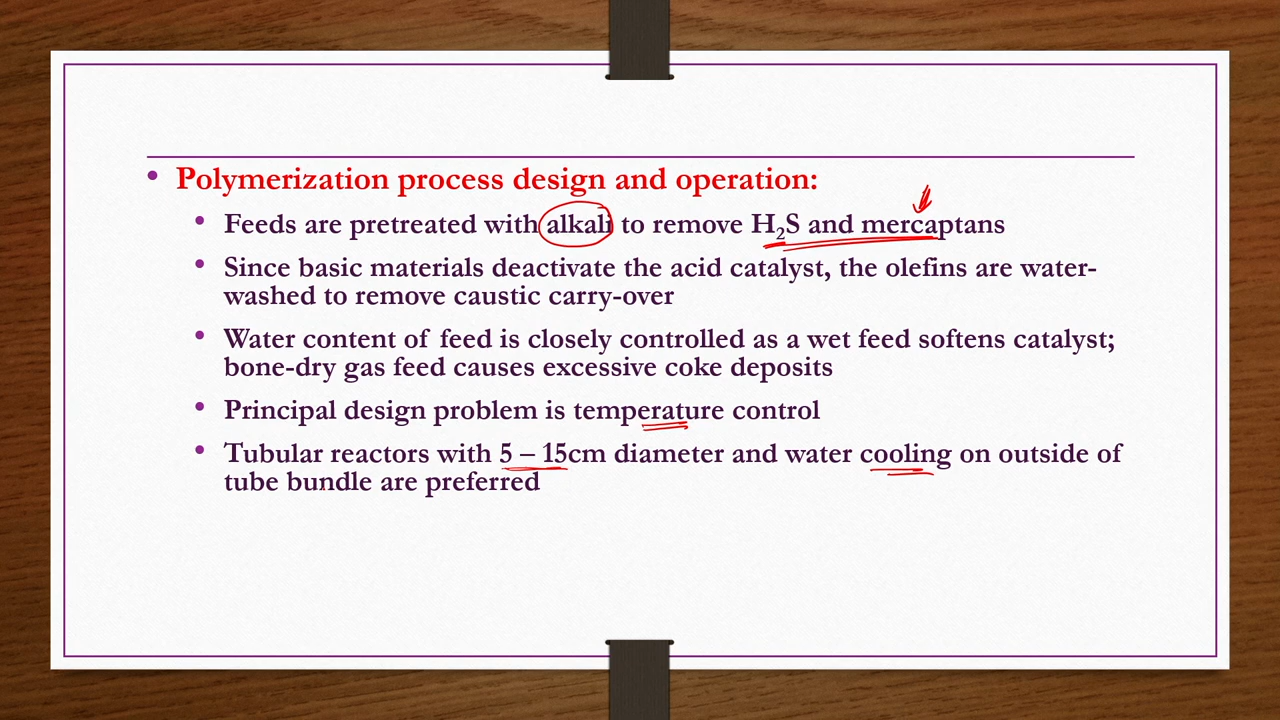 • Polymerization process design and operation:
• Feeds are pretreated with alkali to remove H₂S and mercaptans
• Since basic materials deactivate the acid catalyst, the olefins are water-
washed to remove caustic carry-over
• Water content of feed is closely controlled as a wet feed softens catalyst;
bone-dry gas feed causes excessive coke deposits
• Principal design problem is temperature control
• Tubular reactors with 5 – 15cm diameter and water cooling on outside of
tube bundle are preferred